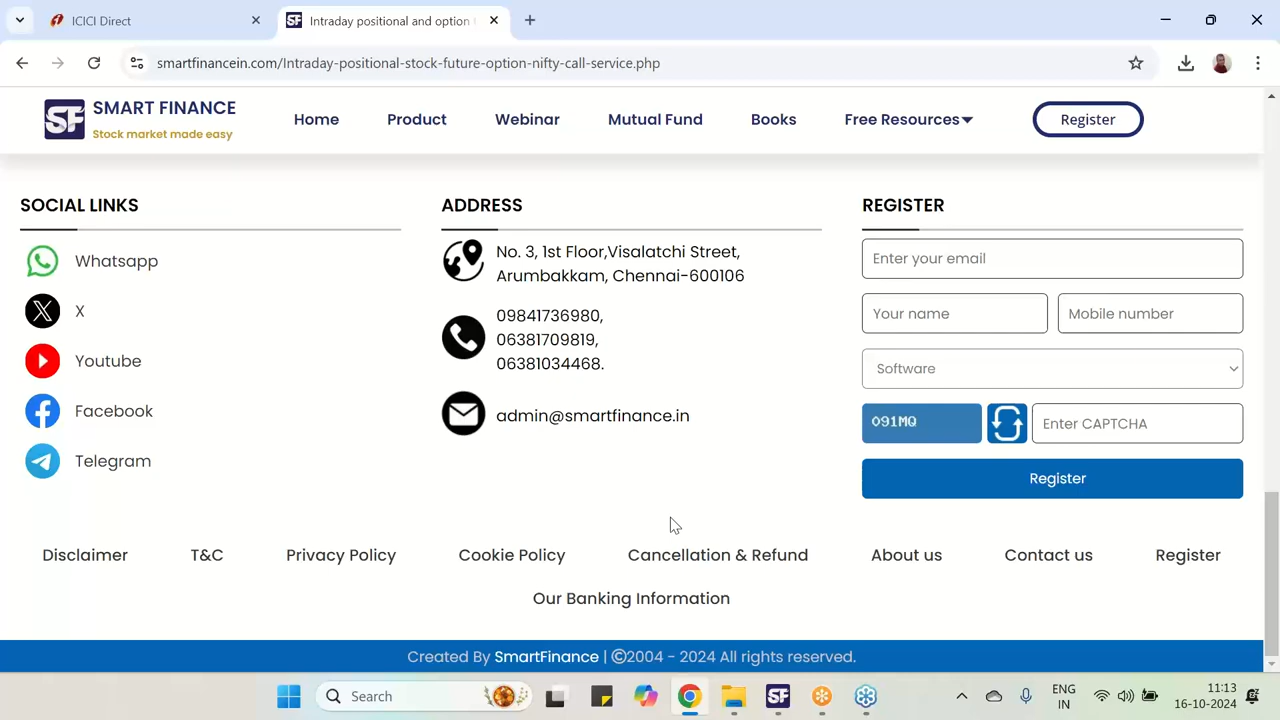 ICICI Direct
Intraday positional and option
smartfinancein.com/Intraday-positional-stock-future-option-nifty-call-service.php
SF
SMART FINANCE
Stock market made easy
Home
Product
Webinar
Mutual Fund
Books
Free Resources
Register
SOCIAL LINKS
Whatsapp
X
Youtube
Facebook
Telegram
ADDRESS
No. 3, 1st Floor,Visalatchi Street,
Arumbakkam, Chennai-600106
09841736980,
06381709819,
06381034468.
admin@smartfinance.in
REGISTER
Enter your email
Your name
Mobile number
Software
O91MQ
Enter CAPTCHA
Register
Disclaimer
T&C
Privacy Policy
Cookie Policy
Cancellation & Refund
About us
Contact us
Register
Our Banking Information
Created By SmartFinance | ©2004 - 2024 All rights reserved.
Search
SF
ENG
IN
11:13
16-10-2024